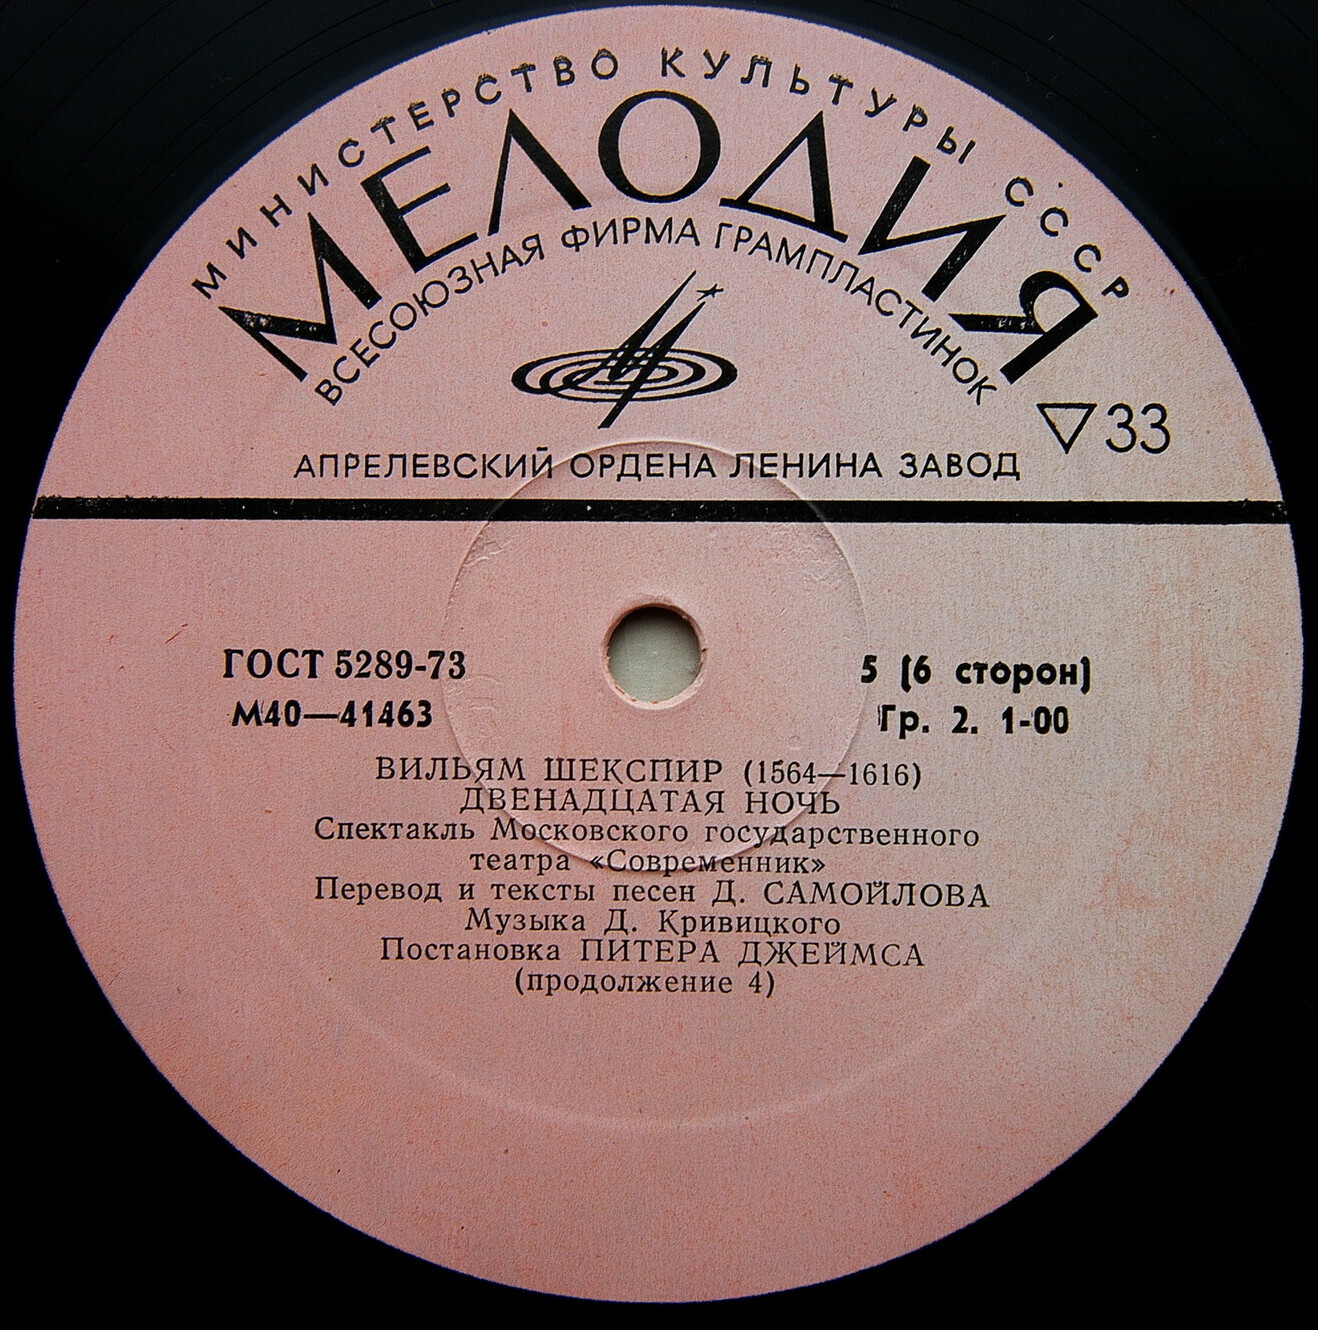 МИНИСТЕРСТВО КУЛЬТУРЫ СССР
МЕЛОДИЯ
ВСЕСОЮЗНАЯ ФИРМА ГРАМПЛАСТИНОК
33
АПРЕЛЕВСКИЙ ОРДЕНА ЛЕНИНА ЗАВОД
ГОСТ 5289-73
М40—41463
5 (6 сторон)
Гр. 2. 1-00
ВИЛЬЯМ ШЕКСПИР (1564—1616)
ДВЕНАДЦАТАЯ НОЧЬ
Спектакль Московского государственного
театра «Современник»
Перевод и тексты песен Д. САМОЙЛОВА
Музыка Д. Кривицкого
Постановка ПИТЕРА ДЖЕЙМСА
(продолжение 4)